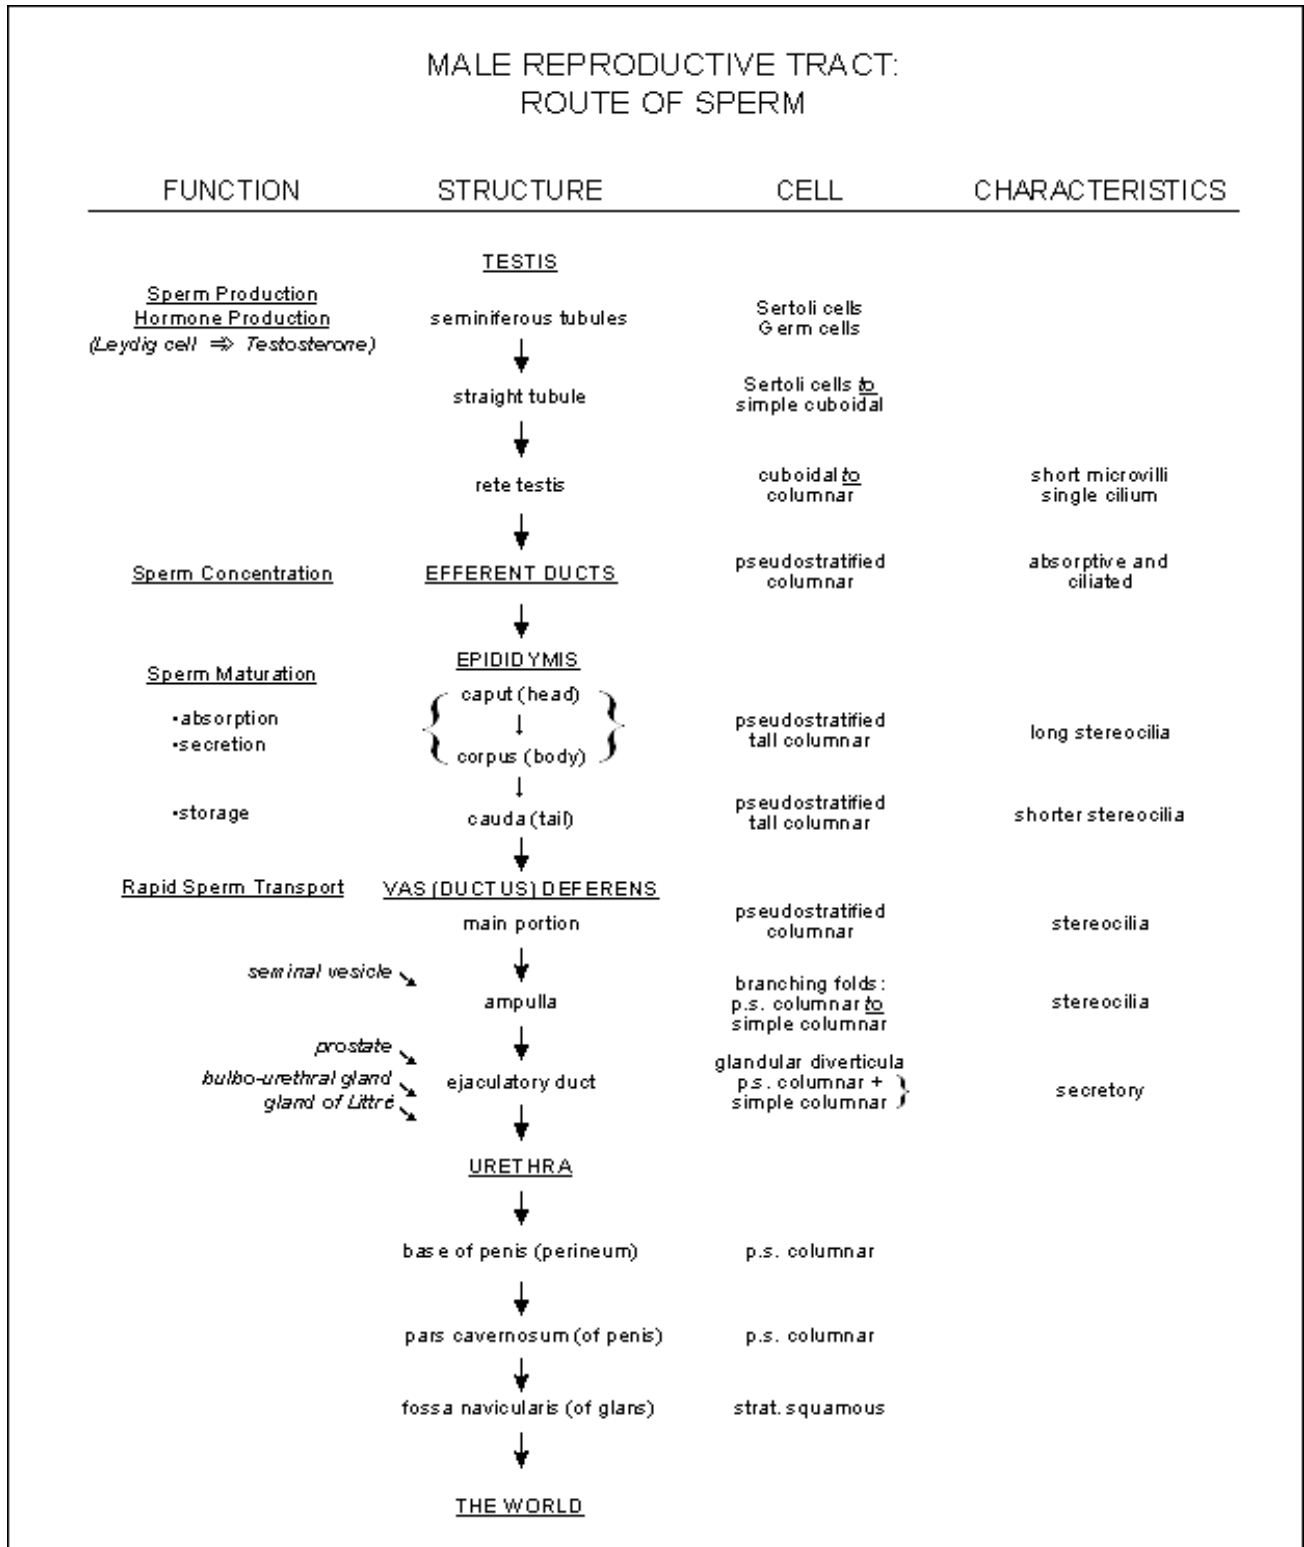 MALE REPRODUCTIVE TRACT:
ROUTE OF SPERM
FUNCTION STRUCTURE CELL CHARACTERISTICS
TESTIS
Sperm Production
Hormone Production
(Leydig cell ⇒ Testosterone)
seminiferous tubules
Sertoli cells
Germ cells
straight tubule
Sertoli cells to
simple cuboidal
rete testis
cuboidal to
columnar
short microvilli
single cilium
Sperm Concentration
EFFERENT DUCTS
pseudostratified
columnar
absorptive and
ciliated
EPIDIDYMIS
Sperm Maturation
•absorption
•secretion
caput (head)
corpus (body)
pseudostratified
tall columnar
long stereocilia
•storage
cauda (tail)
pseudostratified
tall columnar
shorter stereocilia
Rapid Sperm Transport
VAS (DUCTUS) DEFERENS
main portion
pseudostratified
columnar
stereocilia
seminal vesicle
ampulla
branching folds:
p.s. columnar to
simple columnar
stereocilia
prostate
bulbo-urethral gland
gland of Littré
ejaculatory duct
glandular diverticula
p.s. columnar +
simple columnar
secretory
URETHRA
base of penis (perineum)
p.s. columnar
pars cavernosum (of penis)
p.s. columnar
fossa navicularis (of glans)
strat. squamous
THE WORLD